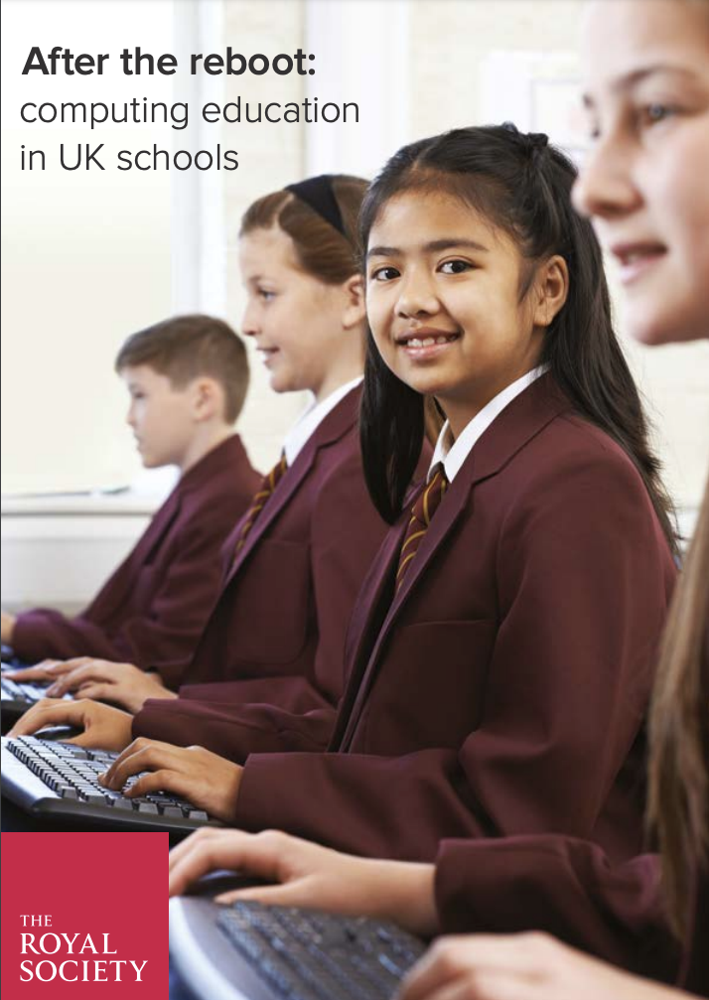 After the reboot:
computing education
in UK schools
THE
ROYAL
SOCIETY